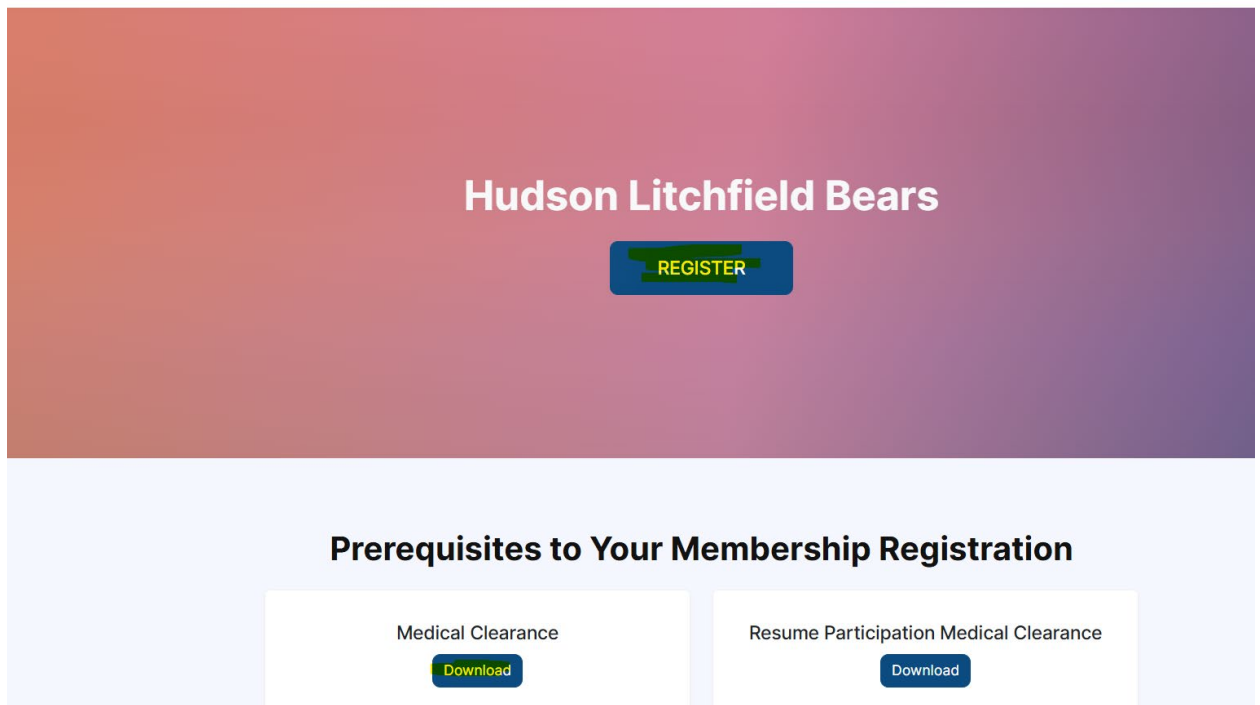 Hudson Litchfield Bears
REGISTER
Prerequisites to Your Membership Registration
Medical Clearance
Download
Resume Participation Medical Clearance
Download